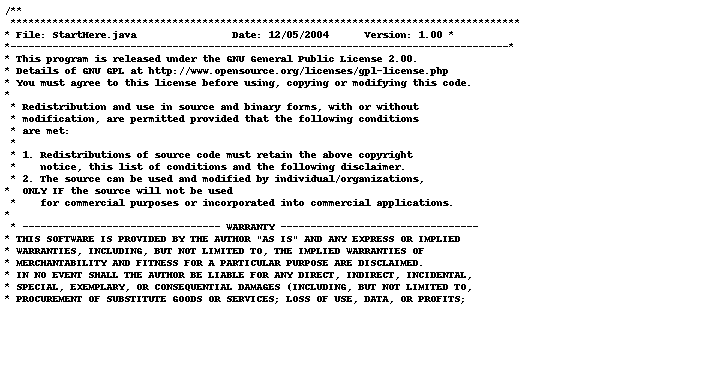 /**
 *************************************************************************************
* File: StartHere.java                Date: 12/05/2004      Version: 1.00 *
*-----------------------------------------------------------------------------------*
* This program is released under the GNU General Public License 2.00.
* Details of GNU GPL at http://www.opensource.org/licenses/gpl-license.php
* You must agree to this license before using, copying or modifying this code.
*
 * Redistribution and use in source and binary forms, with or without
 * modification, are permitted provided that the following conditions
 * are met:
 *
 * 1. Redistributions of source code must retain the above copyright
 *    notice, this list of conditions and the following disclaimer.
 * 2. The source can be used and modified by individual/organizations,
*  ONLY IF the source will not be used
 *    for commercial purposes or incorporated into commercial applications.
*
 * --------------------------------- WARRANTY ---------------------------------
* THIS SOFTWARE IS PROVIDED BY THE AUTHOR "AS IS" AND ANY EXPRESS OR IMPLIED
* WARRANTIES, INCLUDING, BUT NOT LIMITED TO, THE IMPLIED WARRANTIES OF
* MERCHANTABILITY AND FITNESS FOR A PARTICULAR PURPOSE ARE DISCLAIMED.
* IN NO EVENT SHALL THE AUTHOR BE LIABLE FOR ANY DIRECT, INDIRECT, INCIDENTAL,
* SPECIAL, EXEMPLARY, OR CONSEQUENTIAL DAMAGES (INCLUDING, BUT NOT LIMITED TO,
* PROCUREMENT OF SUBSTITUTE GOODS OR SERVICES; LOSS OF USE, DATA, OR PROFITS;